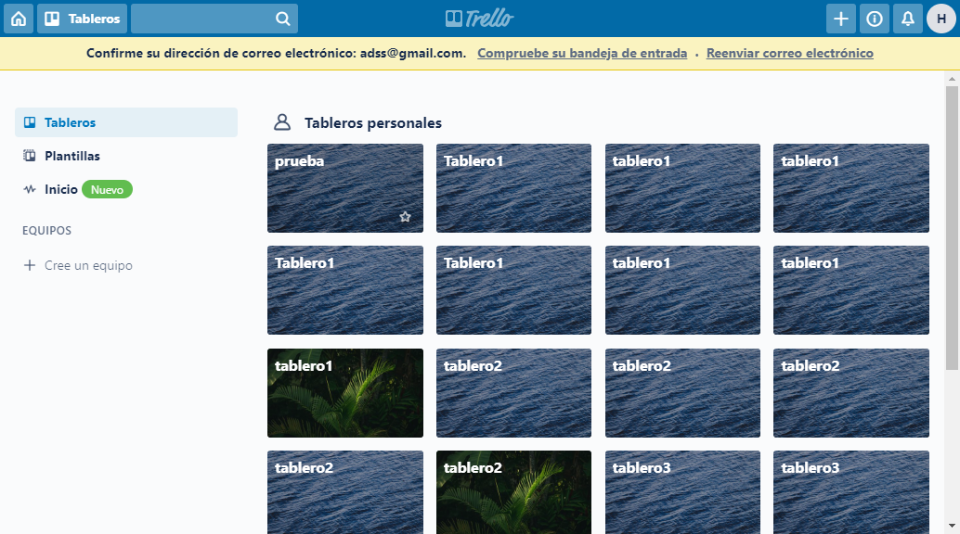 Tableros
Trello
H
Confirme su dirección de correo electrónico: adss@gmail.com. Compruebe su bandeja de entrada · Reenviar correo electrónico
Tableros
Plantillas
Inicio Nuevo
EQUIPOS
Cree un equipo
Tableros personales
prueba Tablero1 tablero1 tablero1
Tablero1 Tablero1 tablero1 tablero1
tablero1 tablero2 tablero2 tablero2
tablero2 tablero2 tablero3 tablero3